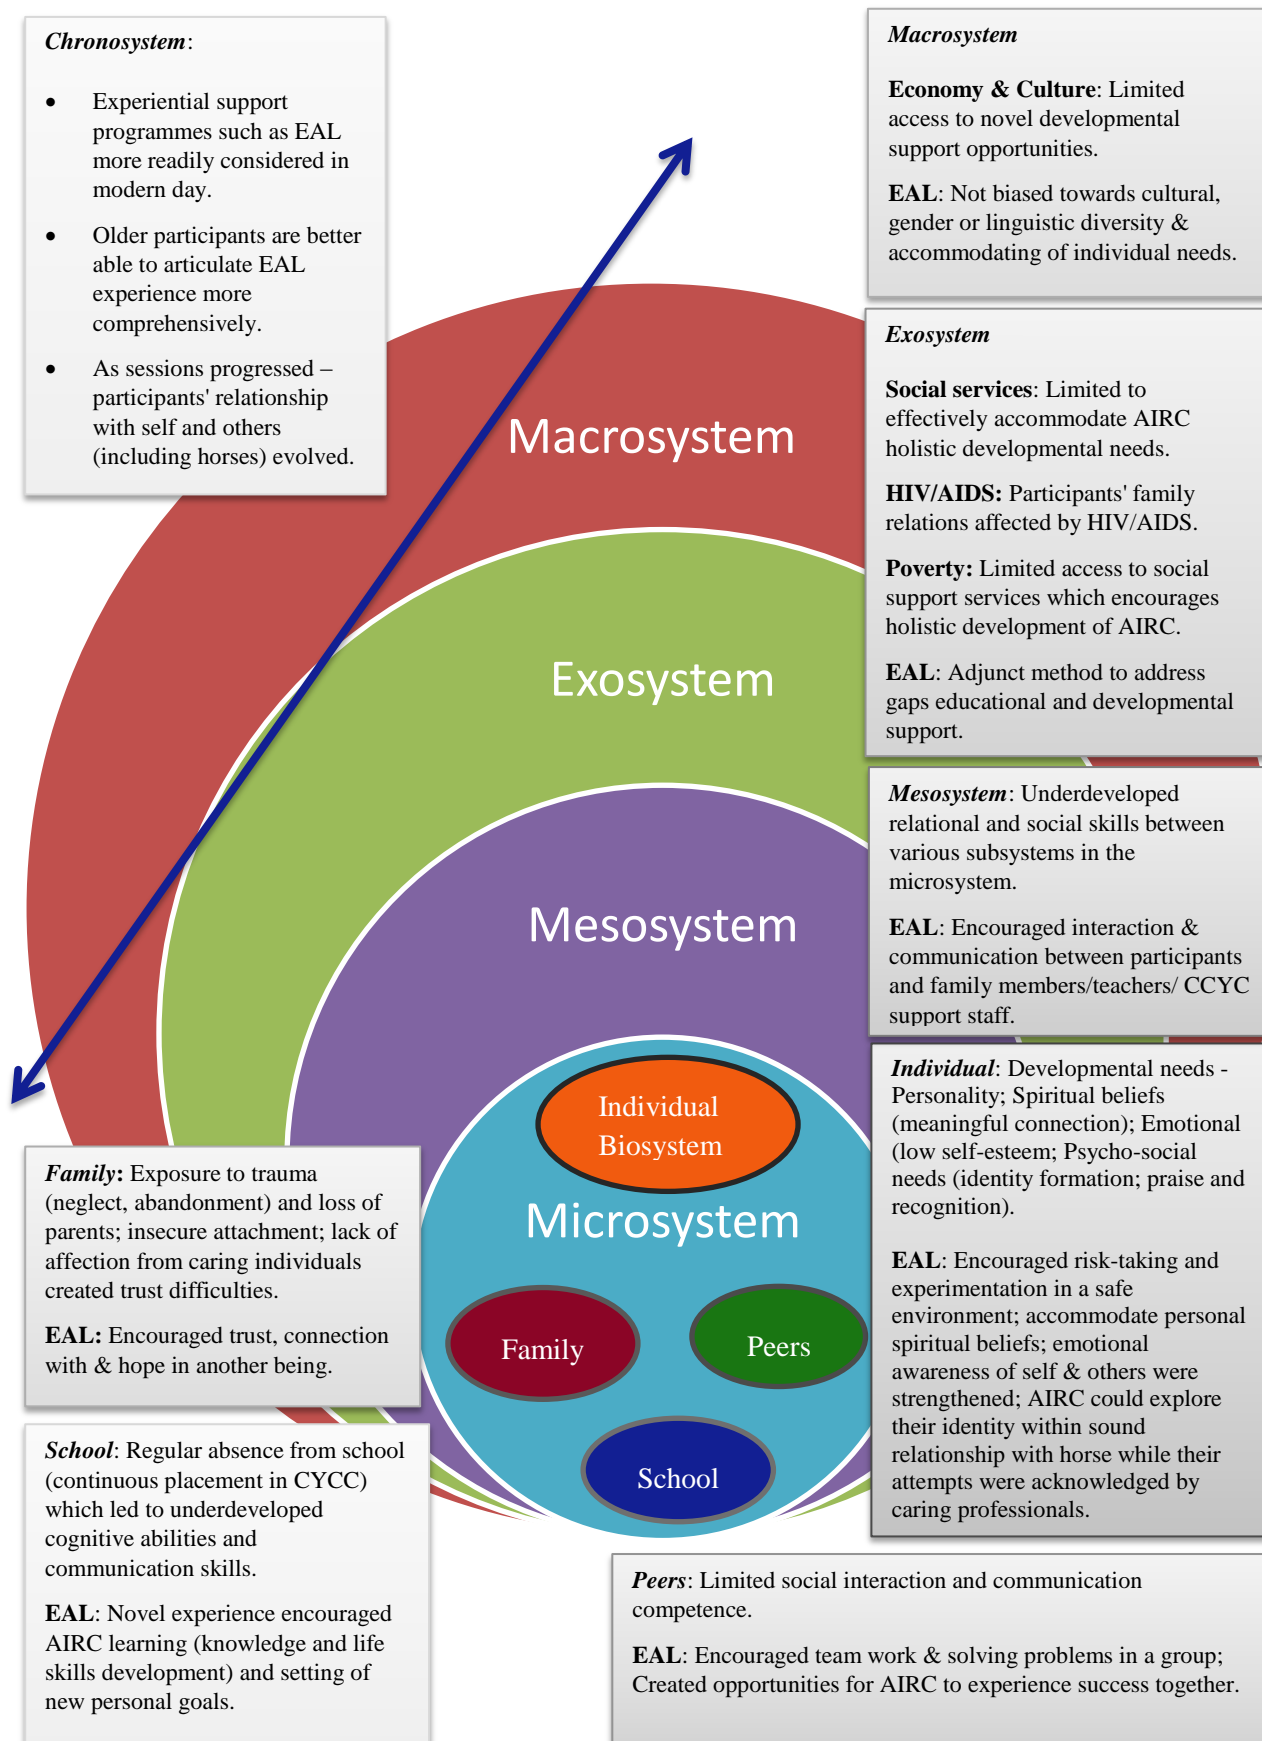 Chronosystem:
• Experiential support
programmes such as EAL
more readily considered in
modern day.
• Older participants are better
able to articulate EAL
experience more
comprehensively.
• As sessions progressed –
participants' relationship
with self and others
(including horses) evolved.
Macrosystem
Economy & Culture: Limited
access to novel developmental
support opportunities.
EAL: Not biased towards cultural,
gender or linguistic diversity &
accommodating of individual needs.
Exosystem
Social services: Limited to
effectively accommodate AIRC
holistic developmental needs.
HIV/AIDS: Participants' family
relations affected by HIV/AIDS.
Poverty: Limited access to social
support services which encourages
holistic development of AIRC.
EAL: Adjunct method to address
gaps educational and developmental
support.
Mesosystem: Underdeveloped
relational and social skills between
various subsystems in the
microsystem.
EAL: Encouraged interaction &
communication between participants
and family members/teachers/ CCYC
support staff.
Individual: Developmental needs -
Personality; Spiritual beliefs
(meaningful connection); Emotional
(low self-esteem; Psycho-social
needs (identity formation; praise and
recognition).
EAL: Encouraged risk-taking and
experimentation in a safe
environment; accommodate personal
spiritual beliefs; emotional
awareness of self & others were
strengthened; AIRC could explore
their identity within sound
relationship with horse while their
attempts were acknowledged by
caring professionals.
Macrosystem
Exosystem
Mesosystem
Individual
Biosystem
Microsystem
Family
Peers
School
Family: Exposure to trauma
(neglect, abandonment) and loss of
parents; insecure attachment; lack of
affection from caring individuals
created trust difficulties.
EAL: Encouraged trust, connection
with & hope in another being.
School: Regular absence from school
(continuous placement in CYCC)
which led to underdeveloped
cognitive abilities and
communication skills.
EAL: Novel experience encouraged
AIRC learning (knowledge and life
skills development) and setting of
new personal goals.
Peers: Limited social interaction and communication
competence.
EAL: Encouraged team work & solving problems in a group;
Created opportunities for AIRC to experience success together.